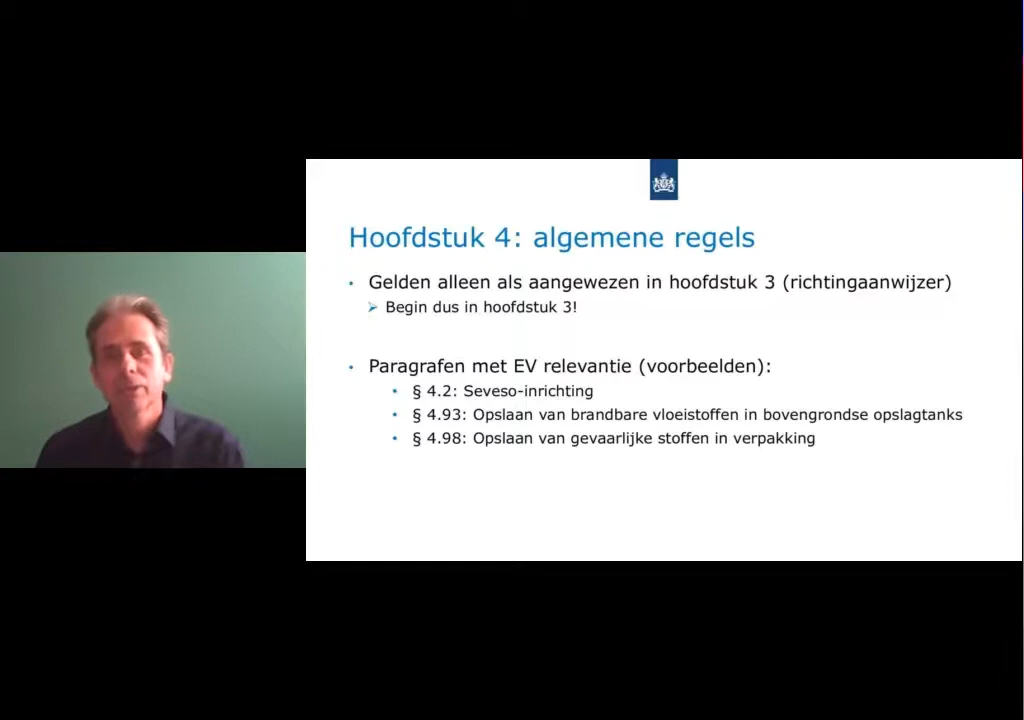 Hoofdstuk 4: algemene regels
• Gelden alleen als aangewezen in hoofdstuk 3 (richtingaanwijzer)
➢ Begin dus in hoofdstuk 3!
• Paragrafen met EV relevantie (voorbeelden):
• § 4.2: Seveso-inrichting
• § 4.93: Opslaan van brandbare vloeistoffen in bovengrondse opslagtanks
• § 4.98: Opslaan van gevaarlijke stoffen in verpakking